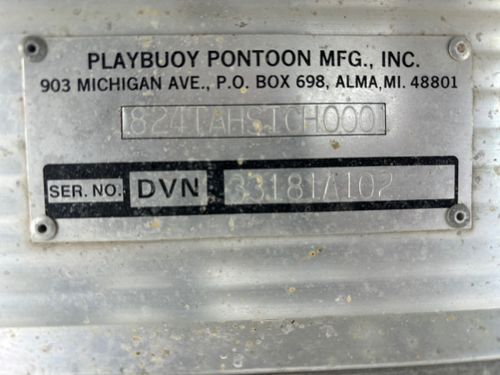 PLAYBUOY PONTOON MFG., INC.
903 MICHIGAN AVE., P.O. BOX 698, ALMA,MI. 48801
824TAHSTCH0001
SER. NO. DVN 33181A102